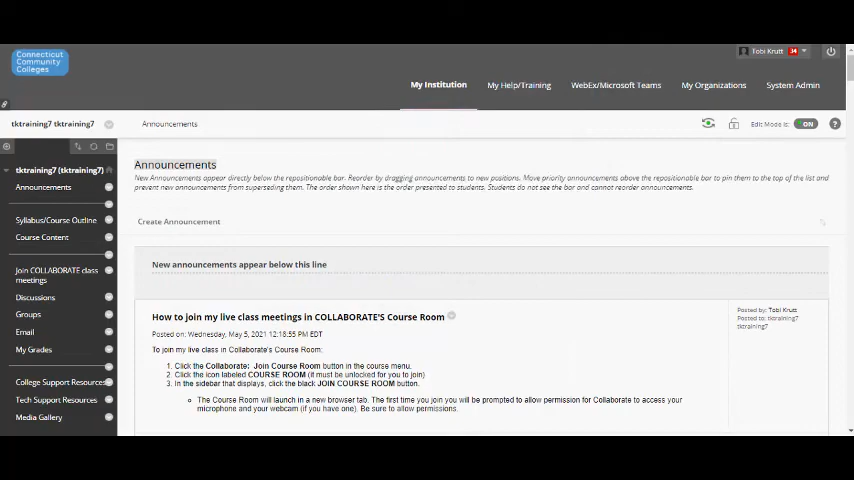 Connecticut
Community
Colleges
Tobi Krutt 34
My Institution My Help/Training WebEx/Microsoft Teams My Organizations System Admin
tktraining7 tktraining7 Announcements Edit Mode is: ON ?
tktraining7 (tktraining7)
Announcements
Syllabus/Course Outline
Course Content
Join COLLABORATE class
meetings
Discussions
Groups
Email
My Grades
College Support Resources
Tech Support Resources
Media Gallery
Announcements
New Announcements appear directly below the repositionable bar. Reorder by dragging announcements to new positions. Move priority announcements above the repositionable bar to pin them to the top of the list and
prevent new announcements from superseding them. The order shown here is the order presented to students. Students do not see the bar and cannot reorder announcements.
Create Announcement
New announcements appear below this line
How to join my live class meetings in COLLABORATE'S Course Room
Posted on: Wednesday, May 5, 2021 12:18:55 PM EDT
To join my live class in Collaborate's Course Room:
1. Click the Collaborate: Join Course Room button in the course menu.
2. Click the icon labeled COURSE ROOM (it must be unlocked for you to join)
3. In the sidebar that displays, click the black JOIN COURSE ROOM button.
The Course Room will launch in a new browser tab. The first time you join you will be prompted to allow permission for Collaborate to access your
microphone and your webcam (if you have one). Be sure to allow permissions.
Posted by: Tobi Krutt
Posted to: tktraining7
tktraining7